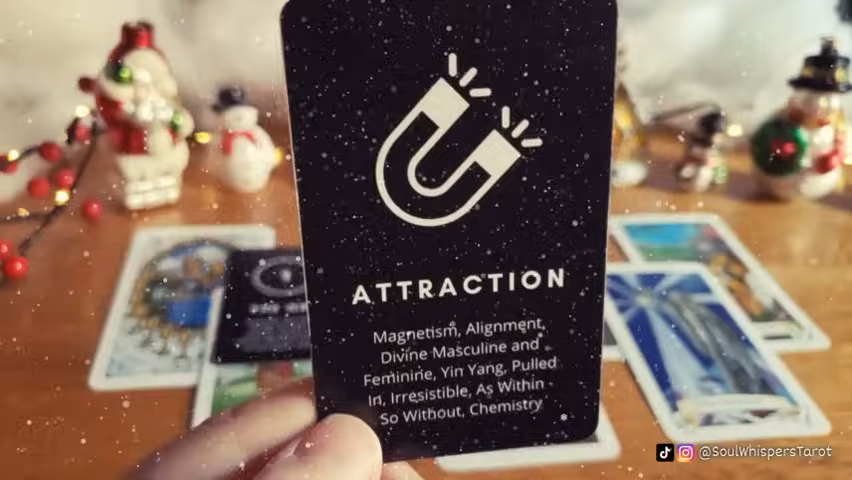 ATTRACTION
Magnetism, Alignment,
Divine Masculine and
Feminine, Yin Yang, Pulled
In, Irresistible, As Within
So Without, Chemistry
@SoulWhispersTarot